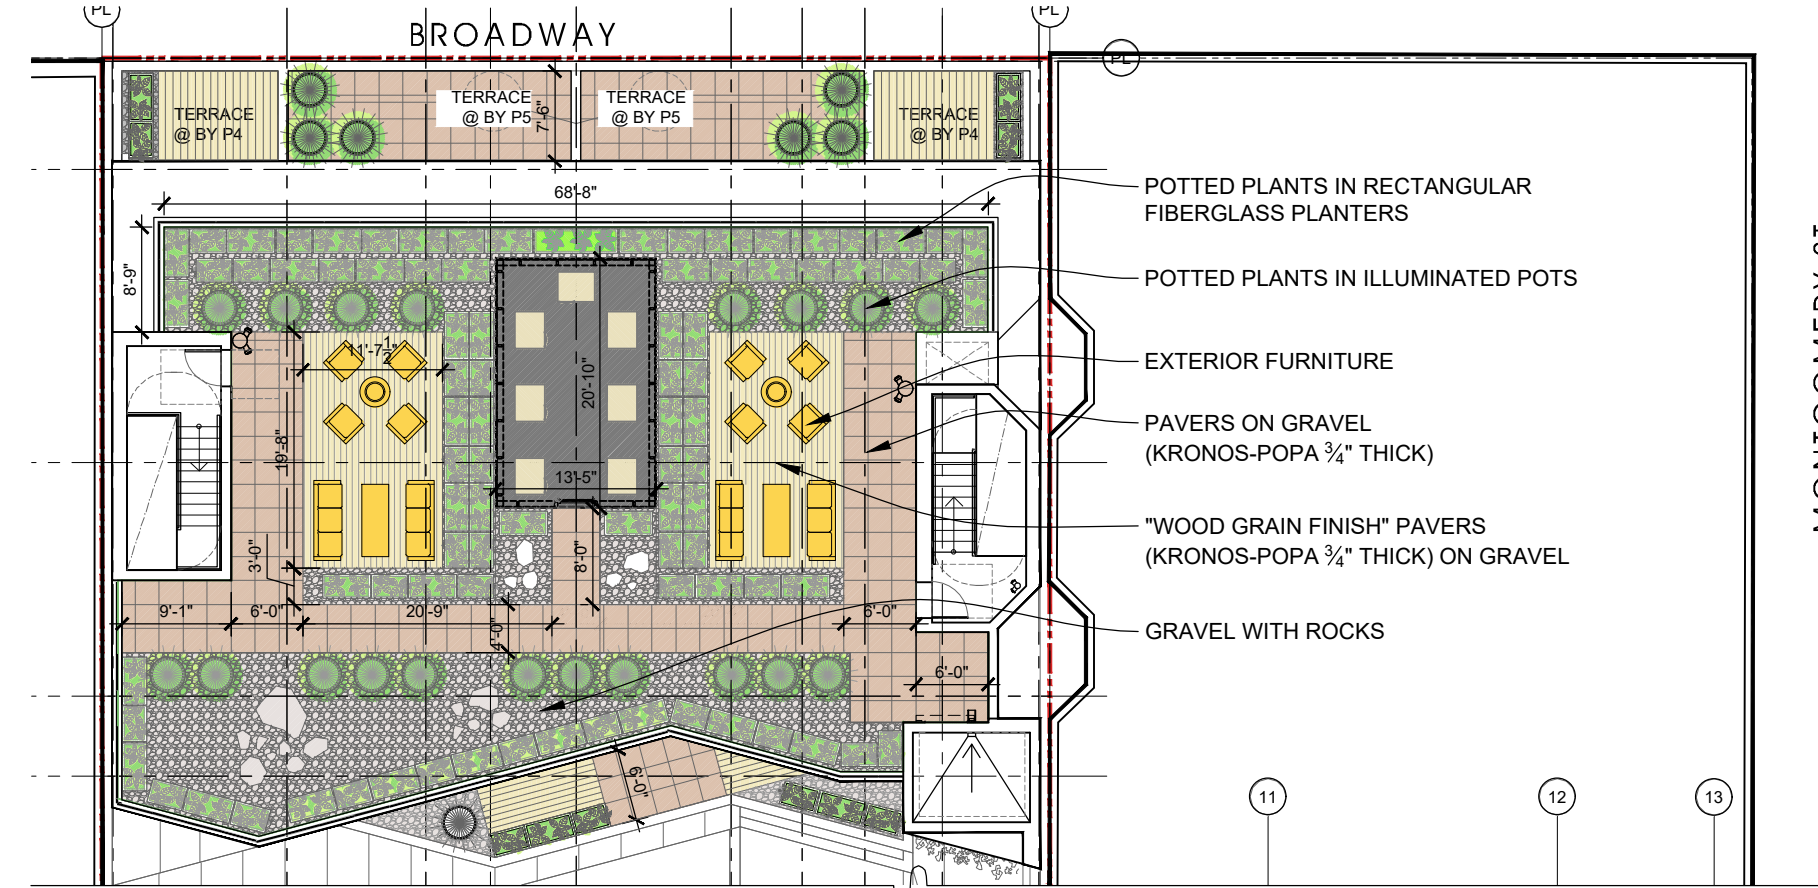 PL
PL
BROADWAY
PL
TERRACE
@ BY P4
TERRACE
@ BY P5
7'-6"
TERRACE
@ BY P5
TERRACE
@ BY P4
68'-8"
POTTED PLANTS IN RECTANGULAR
FIBERGLASS PLANTERS
8'-9"
POTTED PLANTS IN ILLUMINATED POTS
11'-7 1/2"
EXTERIOR FURNITURE
20'-10"
PAVERS ON GRAVEL
(KRONOS-POPA 3/4" THICK)
19'-8"
13'-5"
"WOOD GRAIN FINISH" PAVERS
(KRONOS-POPA 3/4" THICK) ON GRAVEL
3'-0"
8'-0"
9'-1"
6'-0"
20'-9"
6'-0"
4'-0"
GRAVEL WITH ROCKS
6'-0"
6'-0"
11
12
13